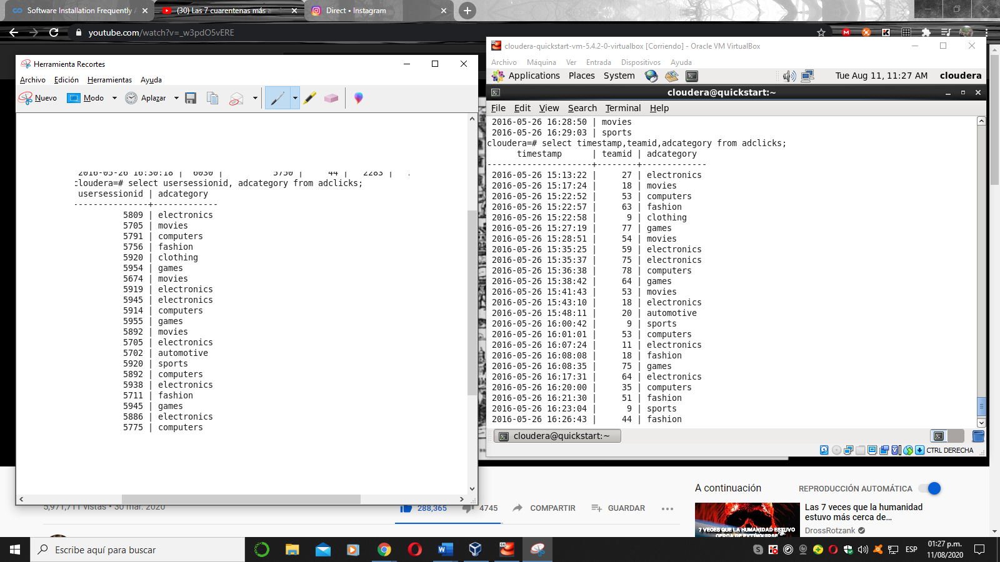 Software Installation Frequently
(30) Las 7 cuarentenas más
Direct • Instagram
youtube.com/watch?v=_w3pdO5vERE
Herramienta Recortes
Archivo Edición Herramientas Ayuda
Nuevo Modo Aplazar
2016-05-26 16:30:18 | 6030 | 5750 | 44 | 2283 |
cloudera=# select usersessionid, adcategory from adclicks;
usersessionid | adcategory
---------------+-------------
5809 | electronics
5705 | movies
5791 | computers
5756 | fashion
5920 | clothing
5954 | games
5674 | movies
5919 | electronics
5945 | electronics
5914 | computers
5955 | games
5892 | movies
5705 | electronics
5702 | automotive
5920 | sports
5892 | computers
5938 | electronics
5711 | fashion
5945 | games
5886 | electronics
5775 | computers
cloudera-quickstart-vm-5.4.2-0-virtualbox [Corriendo] - Oracle VM VirtualBox
Archivo Máquina Ver Entrada Dispositivos Ayuda
Applications Places System Tue Aug 11, 11:27 AM cloudera
cloudera@quickstart:~
File Edit View Search Terminal Help
2016-05-26 16:28:50 | movies
2016-05-26 16:29:03 | sports
cloudera=# select timestamp,teamid,adcategory from adclicks;
timestamp | teamid | adcategory
---------------------+--------+-------------
2016-05-26 15:13:22 | 27 | electronics
2016-05-26 15:17:24 | 18 | movies
2016-05-26 15:22:52 | 53 | computers
2016-05-26 15:22:57 | 63 | fashion
2016-05-26 15:22:58 | 9 | clothing
2016-05-26 15:27:19 | 77 | games
2016-05-26 15:28:51 | 54 | movies
2016-05-26 15:35:25 | 59 | electronics
2016-05-26 15:35:37 | 75 | electronics
2016-05-26 15:36:38 | 78 | computers
2016-05-26 15:38:42 | 64 | games
2016-05-26 15:41:43 | 53 | movies
2016-05-26 15:43:10 | 18 | electronics
2016-05-26 15:48:11 | 20 | automotive
2016-05-26 16:00:42 | 9 | sports
2016-05-26 16:01:01 | 53 | computers
2016-05-26 16:07:24 | 11 | electronics
2016-05-26 16:08:08 | 18 | fashion
2016-05-26 16:08:35 | 75 | games
2016-05-26 16:17:31 | 64 | electronics
2016-05-26 16:20:00 | 35 | computers
2016-05-26 16:21:30 | 51 | fashion
2016-05-26 16:23:04 | 9 | sports
2016-05-26 16:26:43 | 44 | fashion
cloudera@quickstart:~
CTRL DERECHA
5,971,711 vistas • 30 mar. 2020
288,365 4745 COMPARTIR GUARDAR
A continuación REPRODUCCIÓN AUTOMÁTICA
7 VECES QUE LA HUMANIDAD ESTUVO
CERCA DE EXTINGUIRSE
Las 7 veces que la humanidad
estuvo más cerca de...
DrossRotzank
Escribe aquí para buscar
ESP
01:27 p.m.
11/08/2020